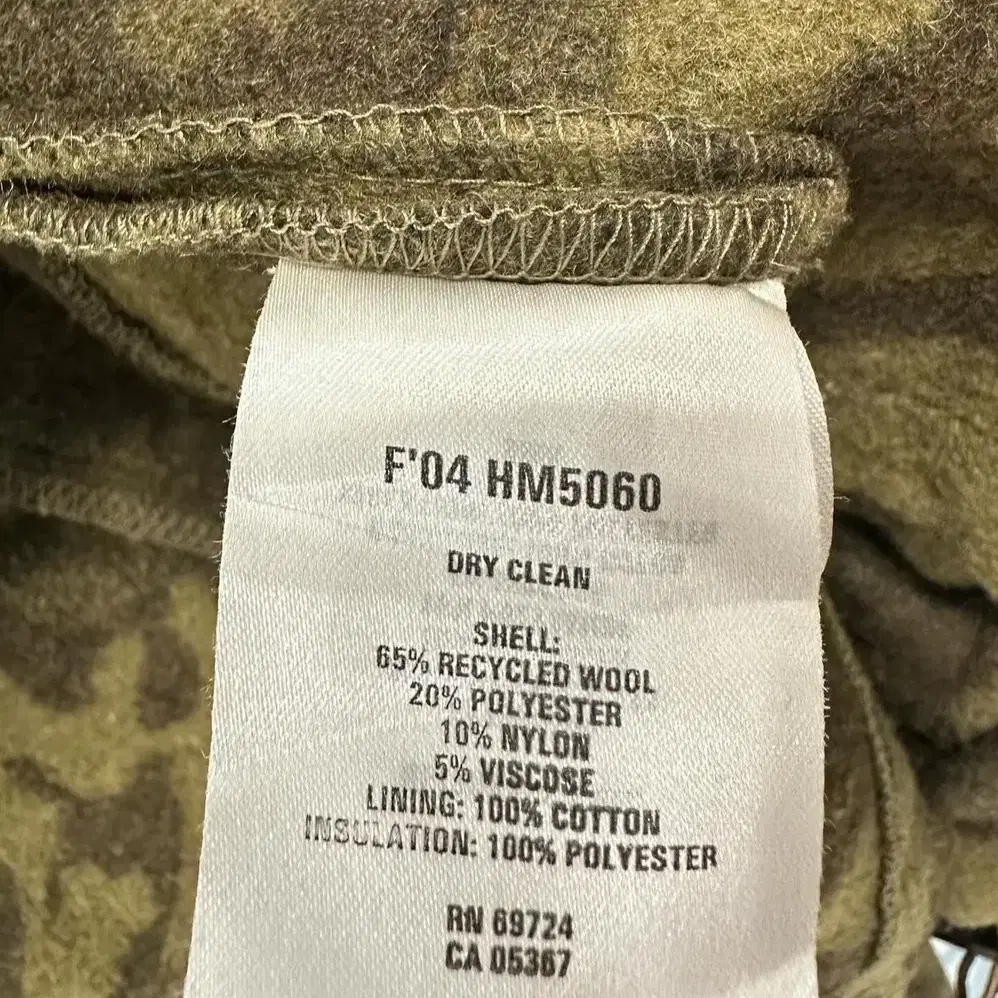 F'04 HM5060
DRY CLEAN
SHELL:
65% RECYCLED WOOL
20% POLYESTER
10% NYLON
5% VISCOSE
LINING: 100% COTTON
INSULATION: 100% POLYESTER
RN 69724
CA 05367